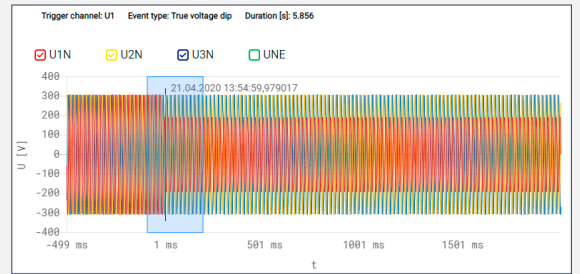 Trigger channel: U1 Event type: True voltage dip Duration [s]: 5.856
U1N U2N U3N UNE
21.04.2020 13:54:59,979017
400
300
200
100
0
-100
-200
-300
-400
U [V]
-499 ms 1 ms 501 ms 1001 ms 1501 ms
t